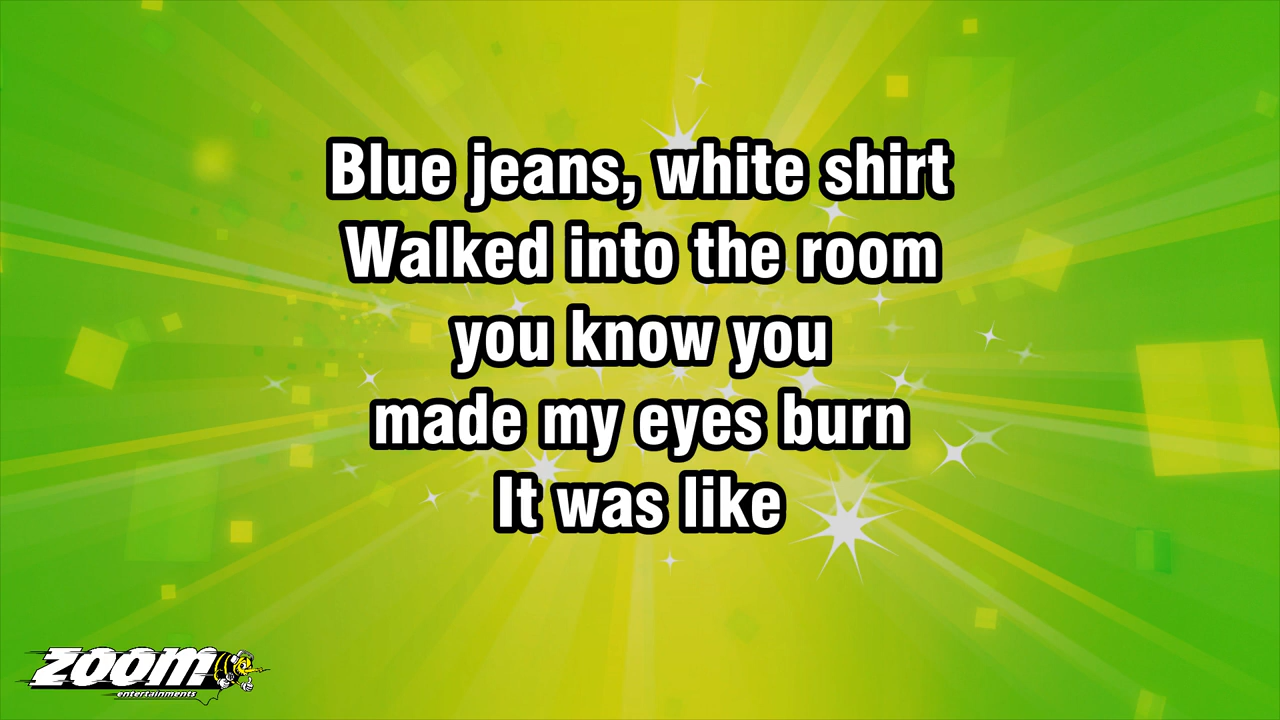 Blue jeans, white shirt
Walked into the room
you know you
made my eyes burn
It was like
zoom
entertainments